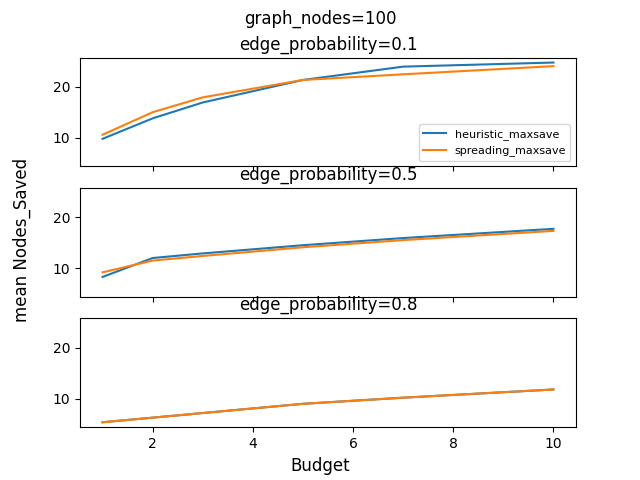 graph_nodes=100
edge_probability=0.1
20
10
heuristic_maxsave
spreading_maxsave
edge_probability=0.5
20
10
mean Nodes_Saved
edge_probability=0.8
20
10
2 4 6 8 10
Budget